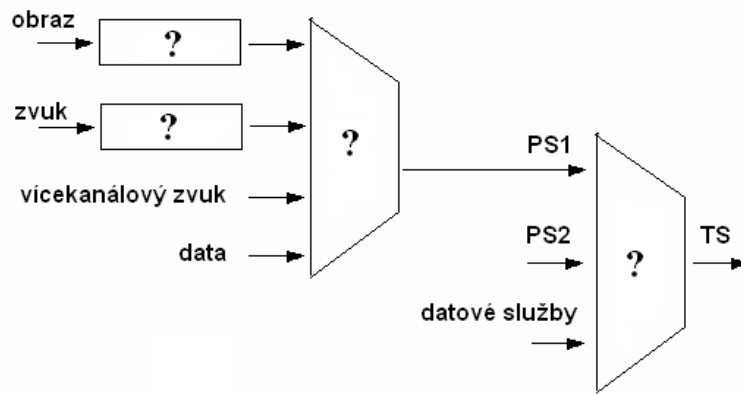 obraz
?
zvuk
?
?
vícekanálový zvuk
data
PS1
PS2
TS
?
datové služby